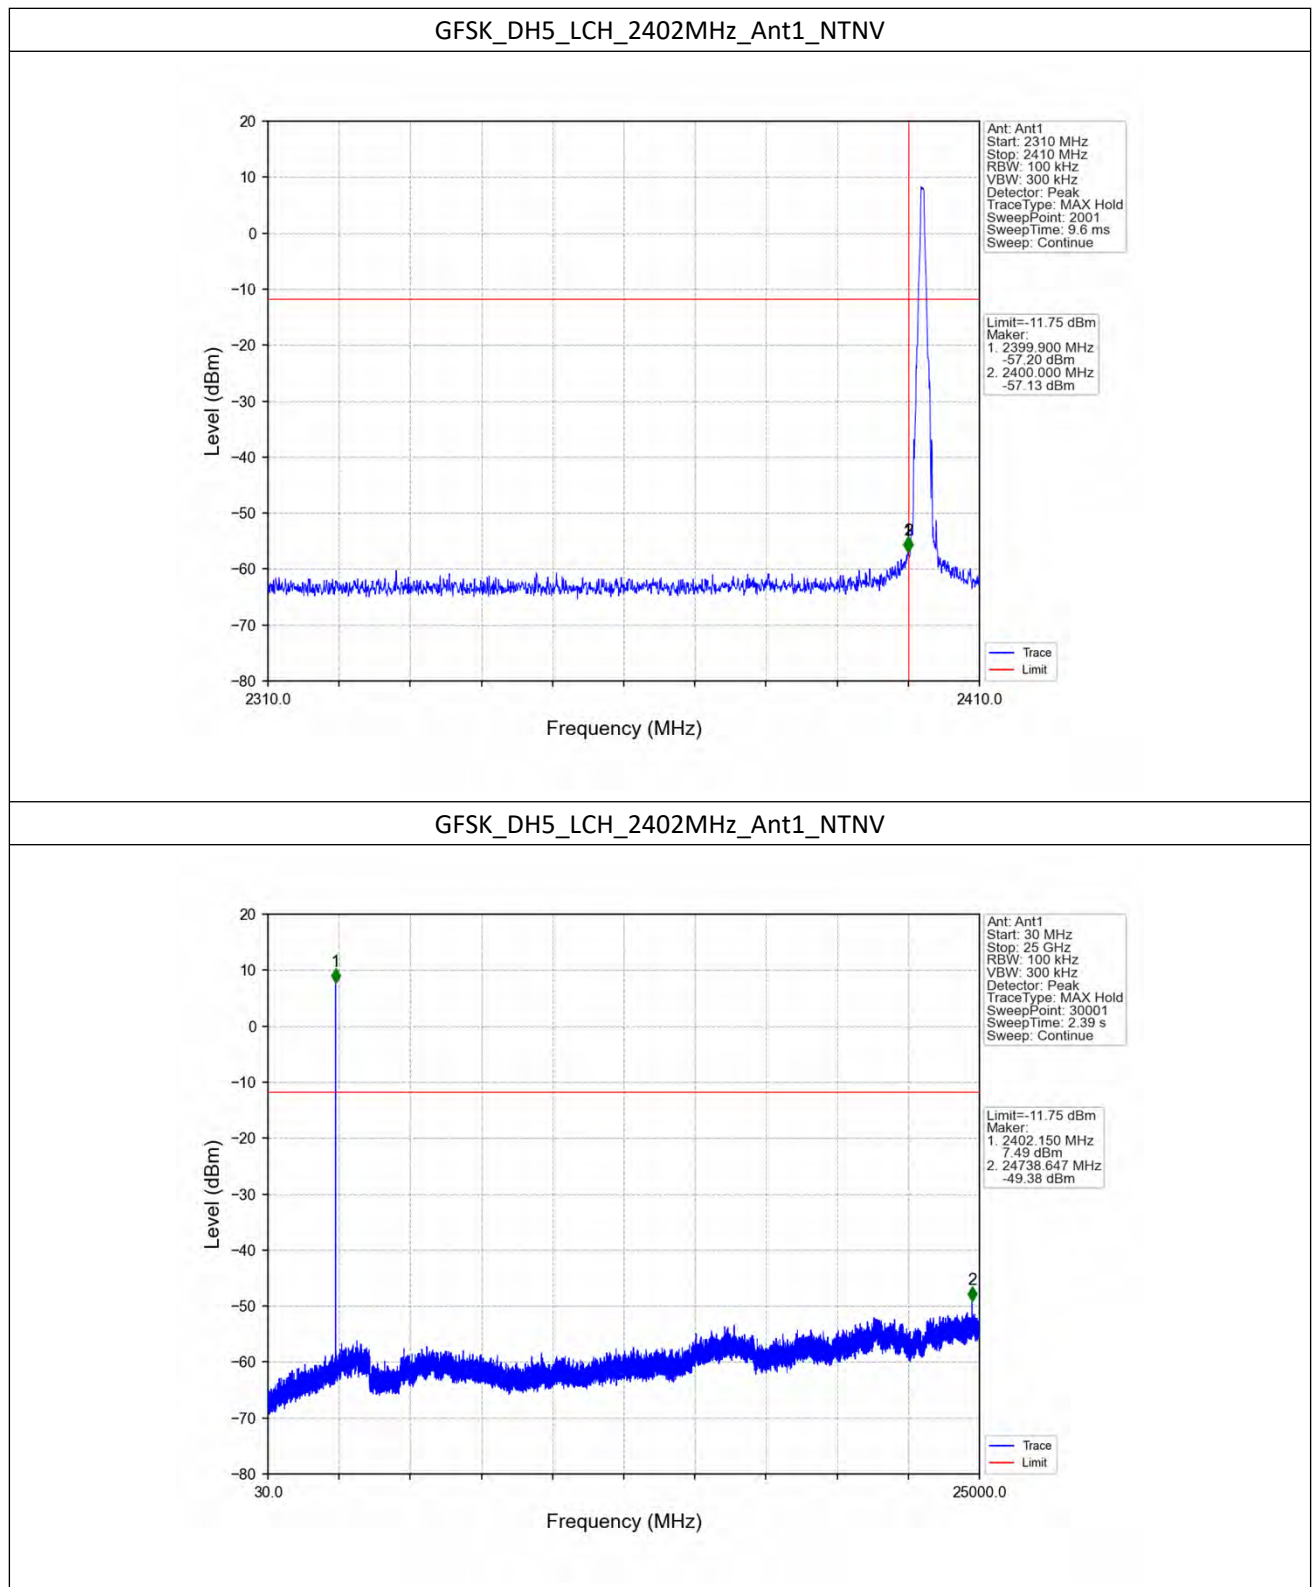 GFSK_DH5_LCH_2402MHz_Ant1_NTNV
20
10
0
−10
−20
−30
−40
−50
−60
−70
−80
Level (dBm)
2310.0
2410.0
Frequency (MHz)
2
Ant: Ant1
Start: 2310 MHz
Stop: 2410 MHz
RBW: 100 kHz
VBW: 300 kHz
Detector: Peak
TraceType: MAX Hold
SweepPoint: 2001
SweepTime: 9.6 ms
Sweep: Continue
Limit=-11.75 dBm
Maker:
1. 2399.900 MHz
-57.20 dBm
2. 2400.000 MHz
-57.13 dBm
Trace
Limit
GFSK_DH5_LCH_2402MHz_Ant1_NTNV
20
10
0
−10
−20
−30
−40
−50
−60
−70
−80
Level (dBm)
30.0
25000.0
Frequency (MHz)
1
2
Ant: Ant1
Start: 30 MHz
Stop: 25 GHz
RBW: 100 kHz
VBW: 300 kHz
Detector: Peak
TraceType: MAX Hold
SweepPoint: 30001
SweepTime: 2.39 s
Sweep: Continue
Limit=-11.75 dBm
Maker:
1. 2402.150 MHz
7.49 dBm
2. 24738.647 MHz
-49.38 dBm
Trace
Limit